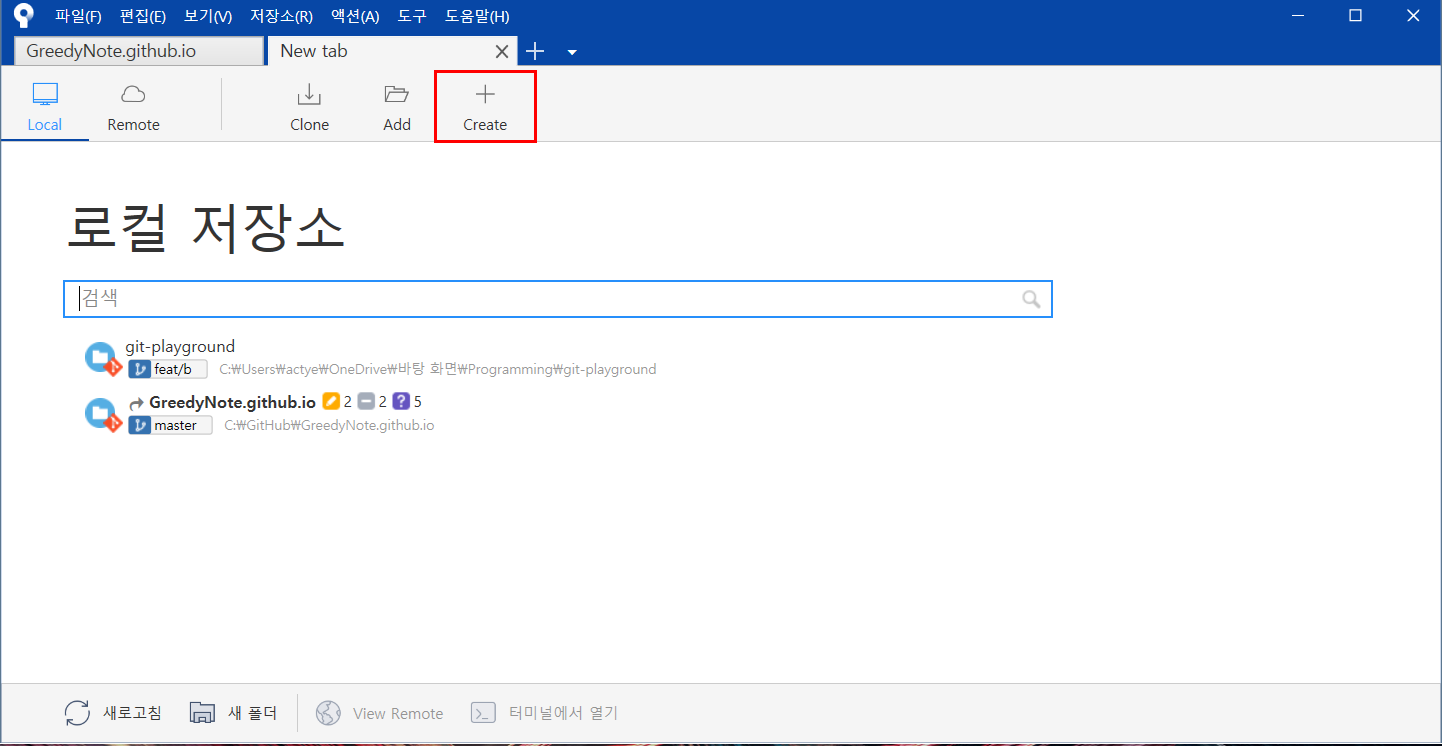 파일(F) 편집(E) 보기(V) 저장소(R) 액션(A) 도구 도움말(H)
GreedyNote.github.io New tab
Local Remote Clone Add Create
로컬 저장소
검색
git-playground
feat/b C:₩Users₩actye₩OneDrive₩바탕 화면₩Programming₩git-playground
GreedyNote.github.io 2 2 ? 5
master C:₩GitHub₩GreedyNote.github.io
새로고침 새 폴더 View Remote 터미널에서 열기